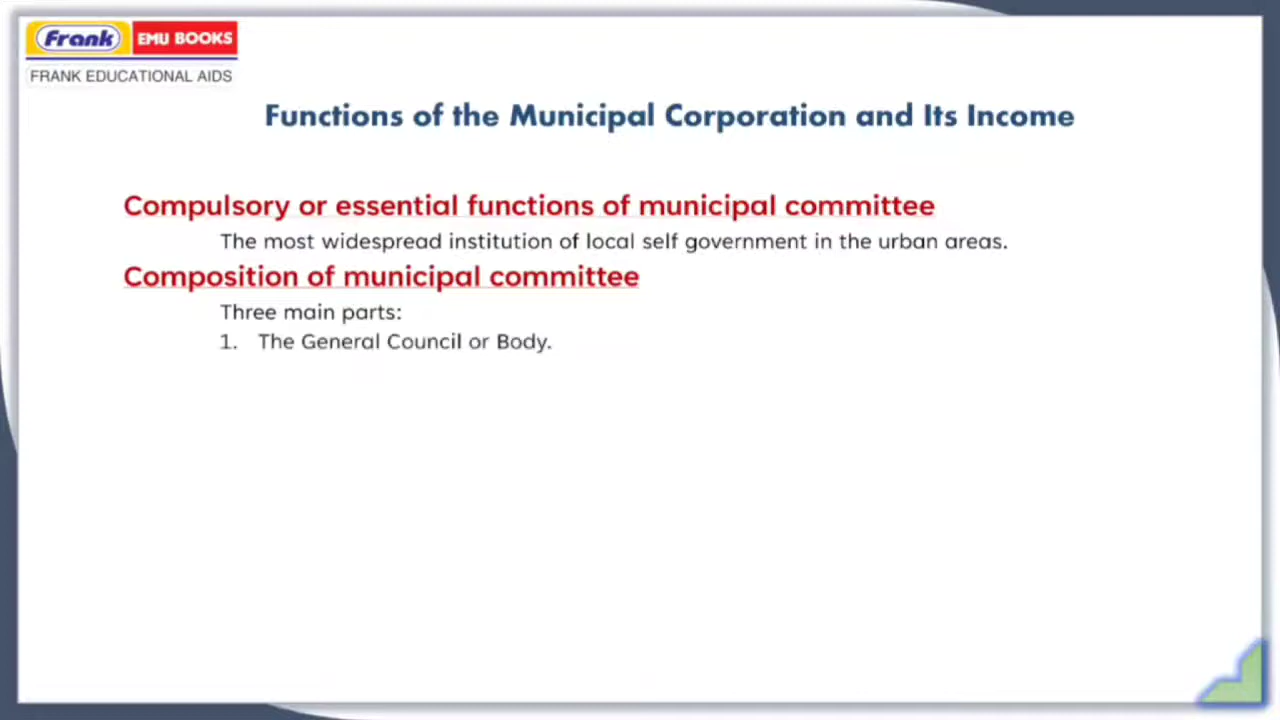 Frank EMU BOOKS
FRANK EDUCATIONAL AIDS
Functions of the Municipal Corporation and Its Income
Compulsory or essential functions of municipal committee
The most widespread institution of local self government in the urban areas.
Composition of municipal committee
Three main parts:
1. The General Council or Body.